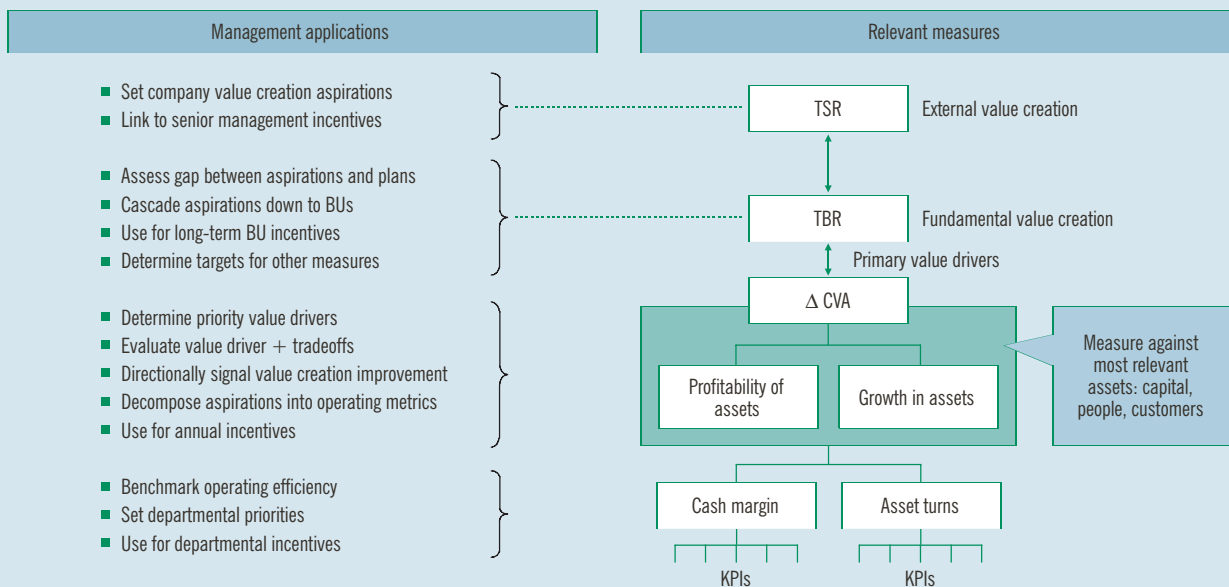 Management applications
Set company value creation aspirations
Link to senior management incentives
Assess gap between aspirations and plans
Cascade aspirations down to BUs
Use for long-term BU incentives
Determine targets for other measures
Determine priority value drivers
Evaluate value driver + tradeoffs
Directionally signal value creation improvement
Decompose aspirations into operating metrics
Use for annual incentives
Benchmark operating efficiency
Set departmental priorities
Use for departmental incentives
Relevant measures
TSR
External value creation
TBR
Fundamental value creation
Primary value drivers
Δ CVA
Profitability of
assets
Growth in assets
Measure against
most relevant
assets: capital,
people, customers
Cash margin
Asset turns
KPIs
KPIs